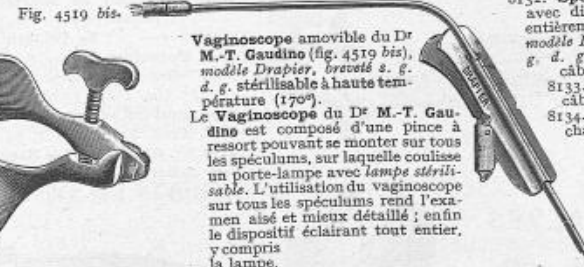 Fig. 4519 bis.
Vaginoscope amovible du Dr
M.-T. Gaudino (fig. 4519 bis),
modèle Drapier, breveté s. g.
d. g. stérilisable à haute tem-
pérature (170°).
Le Vaginoscope du Dr M.-T. Gau-
dino est composé d'une pince à
ressort pouvant se monter sur tous
les spéculums, sur laquelle coulisse
un porte-lampe avec lampe stérili-
sable. L'utilisation du vaginoscope
sur tous les spéculums rend l'exa-
men aisé et mieux détaillé ; enfin
le dispositif éclairant tout entier,
y compris
la lampe.
DRAPIER
avec di
entièren
modèle
g. d. g
câb
8133.
câb
8134.
cha